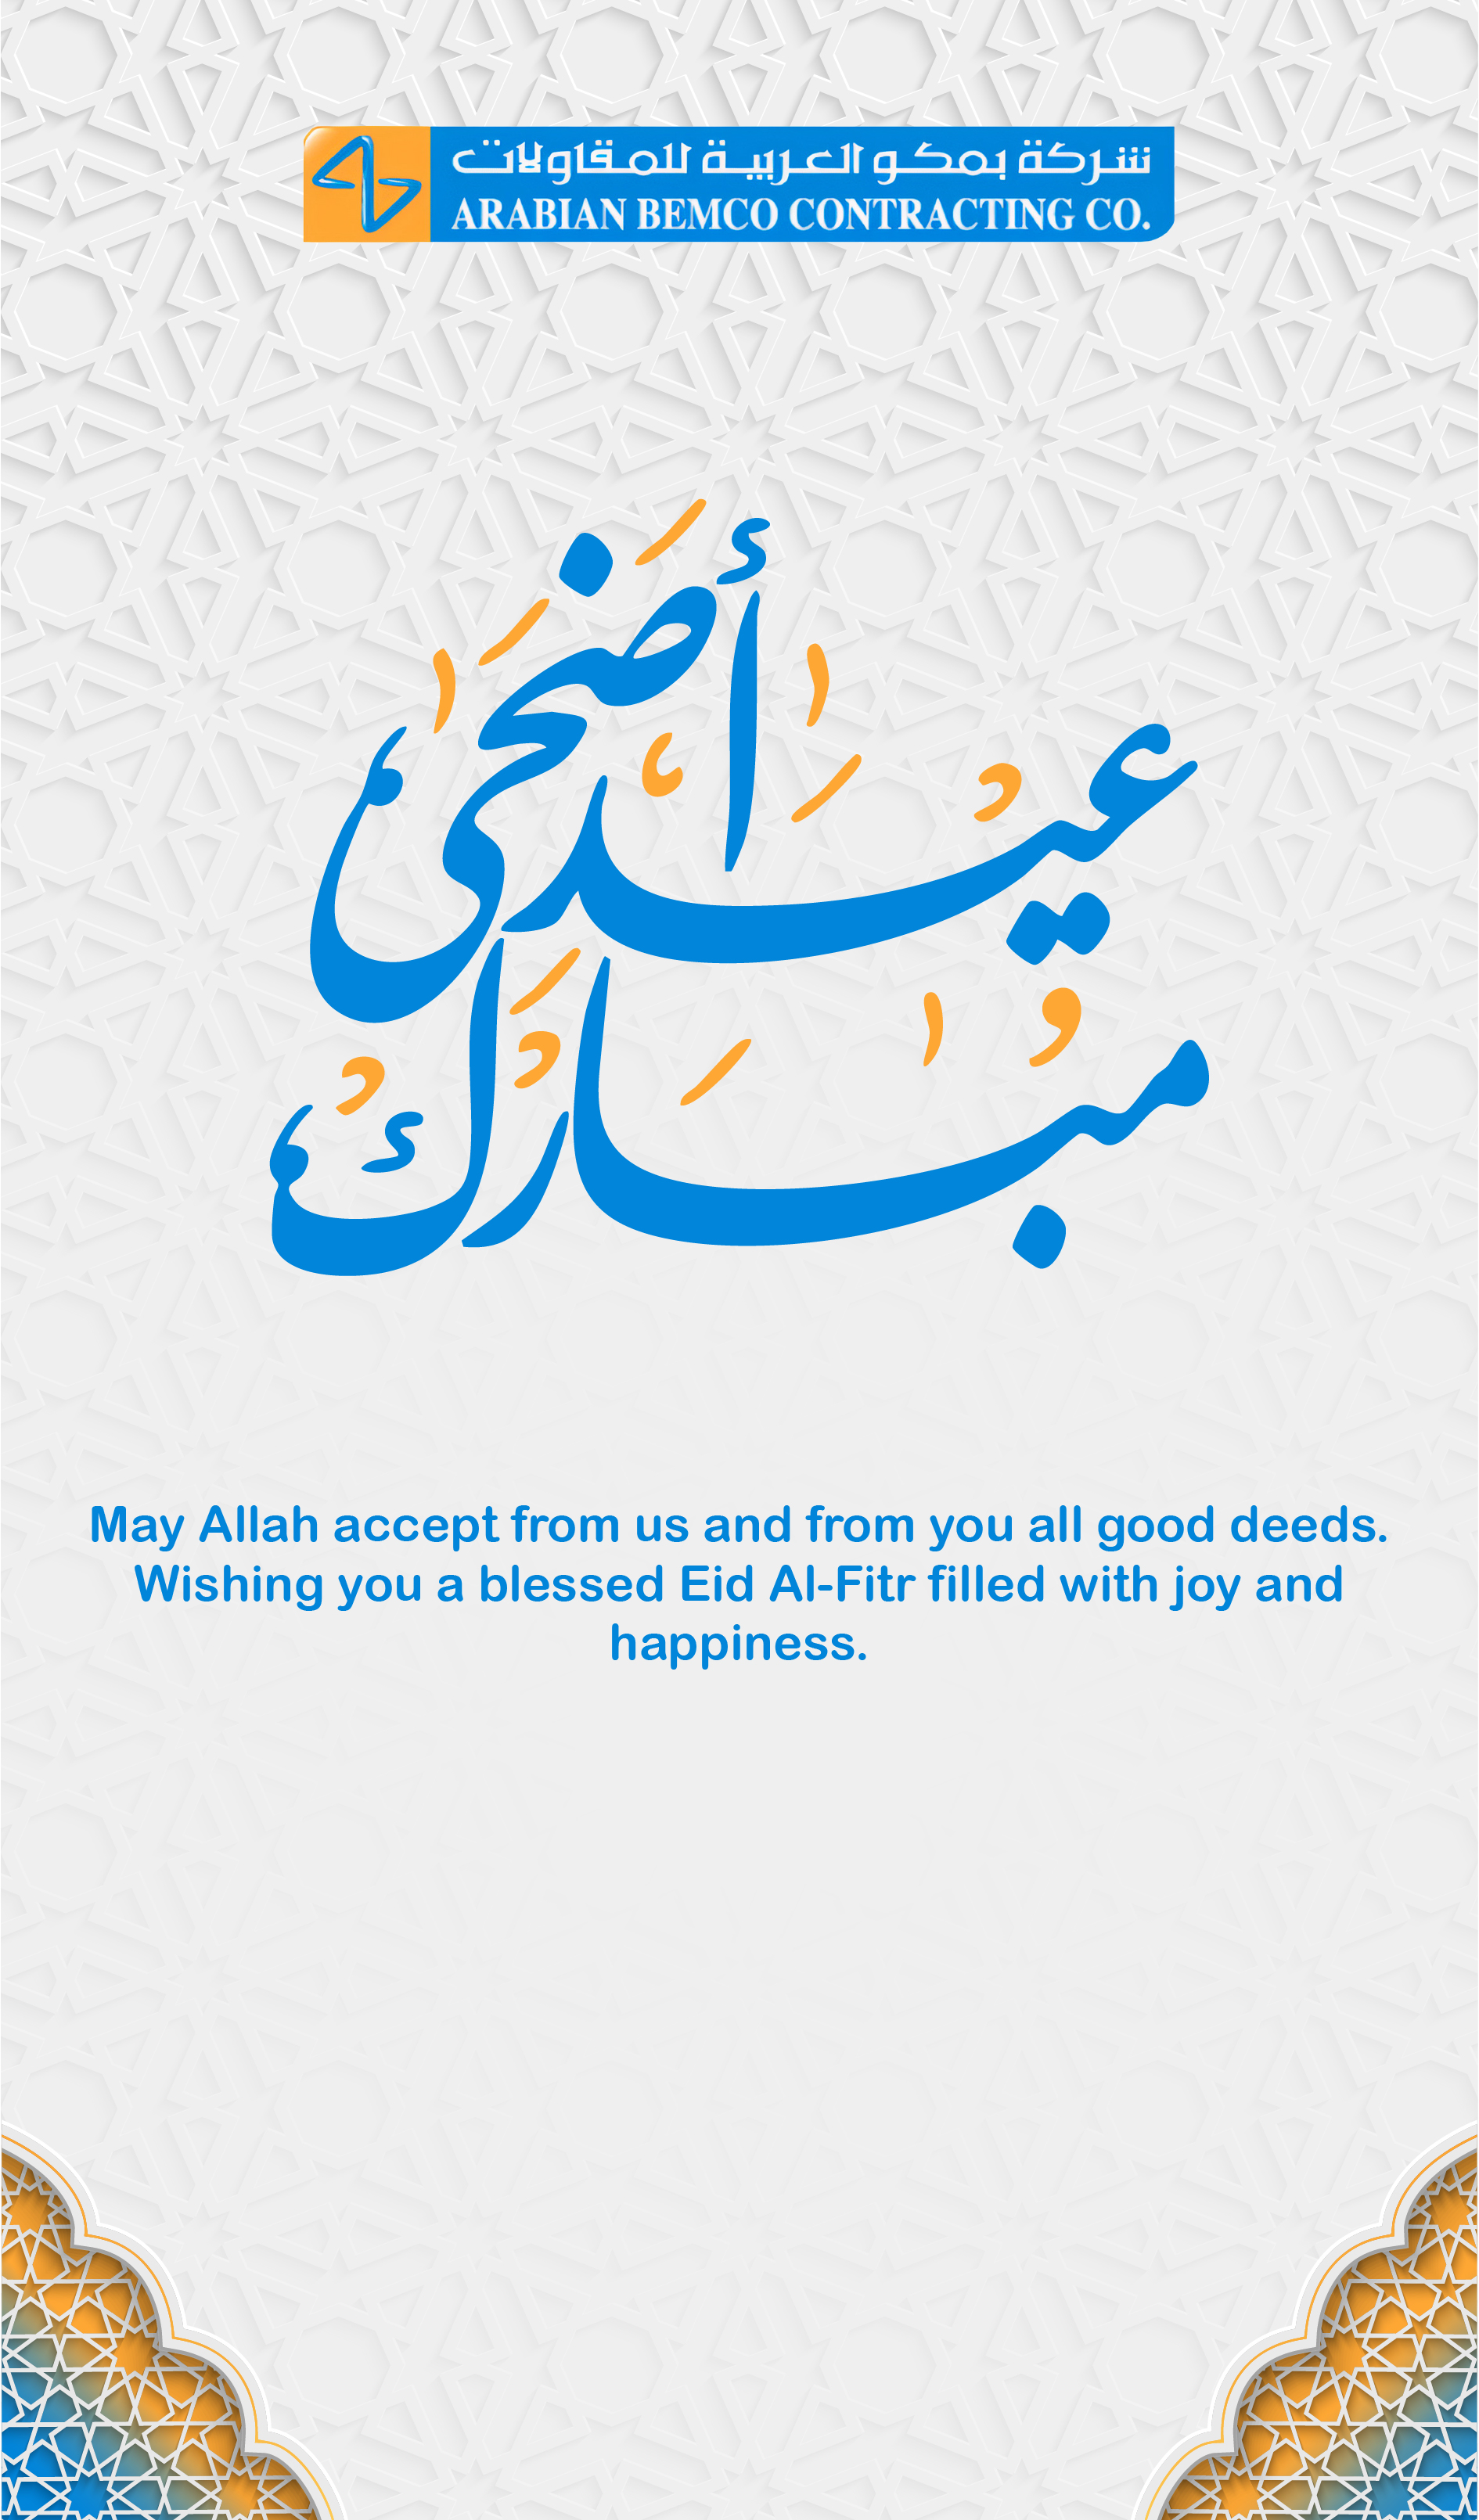 شركة بمكو العربية للمقاولات
ARABIAN BEMCO CONTRACTING CO.
عيد أضحى
مبارك
May Allah accept from us and from you all good deeds.
Wishing you a blessed Eid Al-Fitr filled with joy and
happiness.